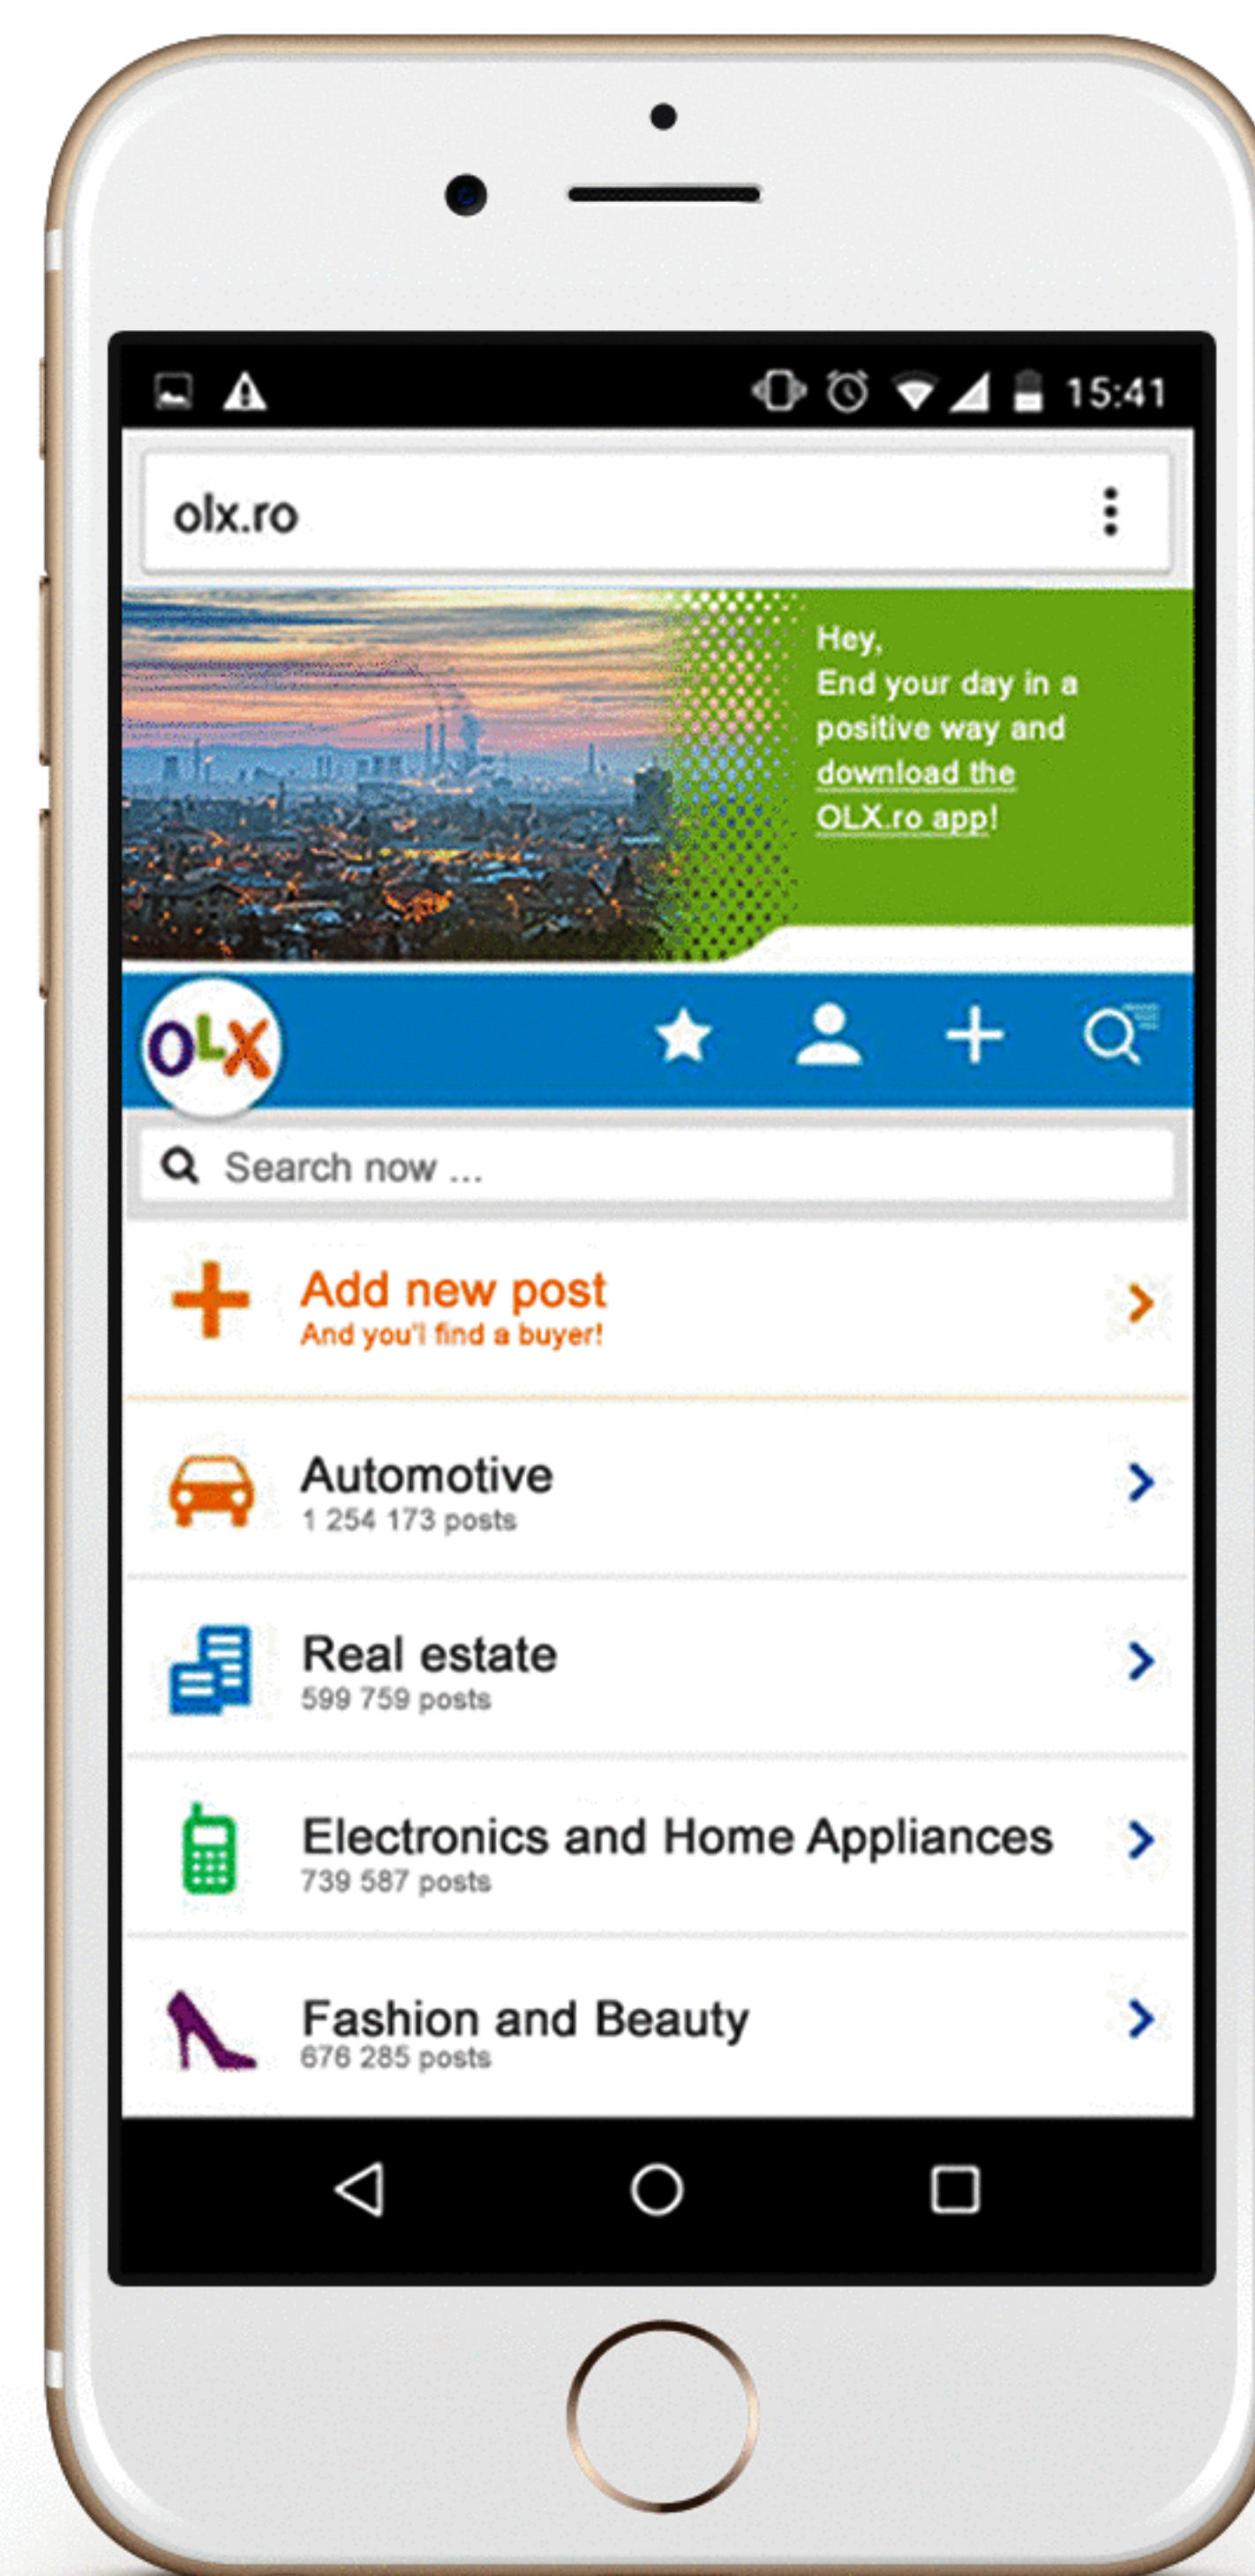 15:41
olx.ro
Hey,
End your day in a
positive way and
download the
OLX.ro app!
OLX
Search now ...
Add new post
And you'l find a buyer!
Automotive
1 254 173 posts
Real estate
599 759 posts
Electronics and Home Appliances
739 587 posts
Fashion and Beauty
676 285 posts